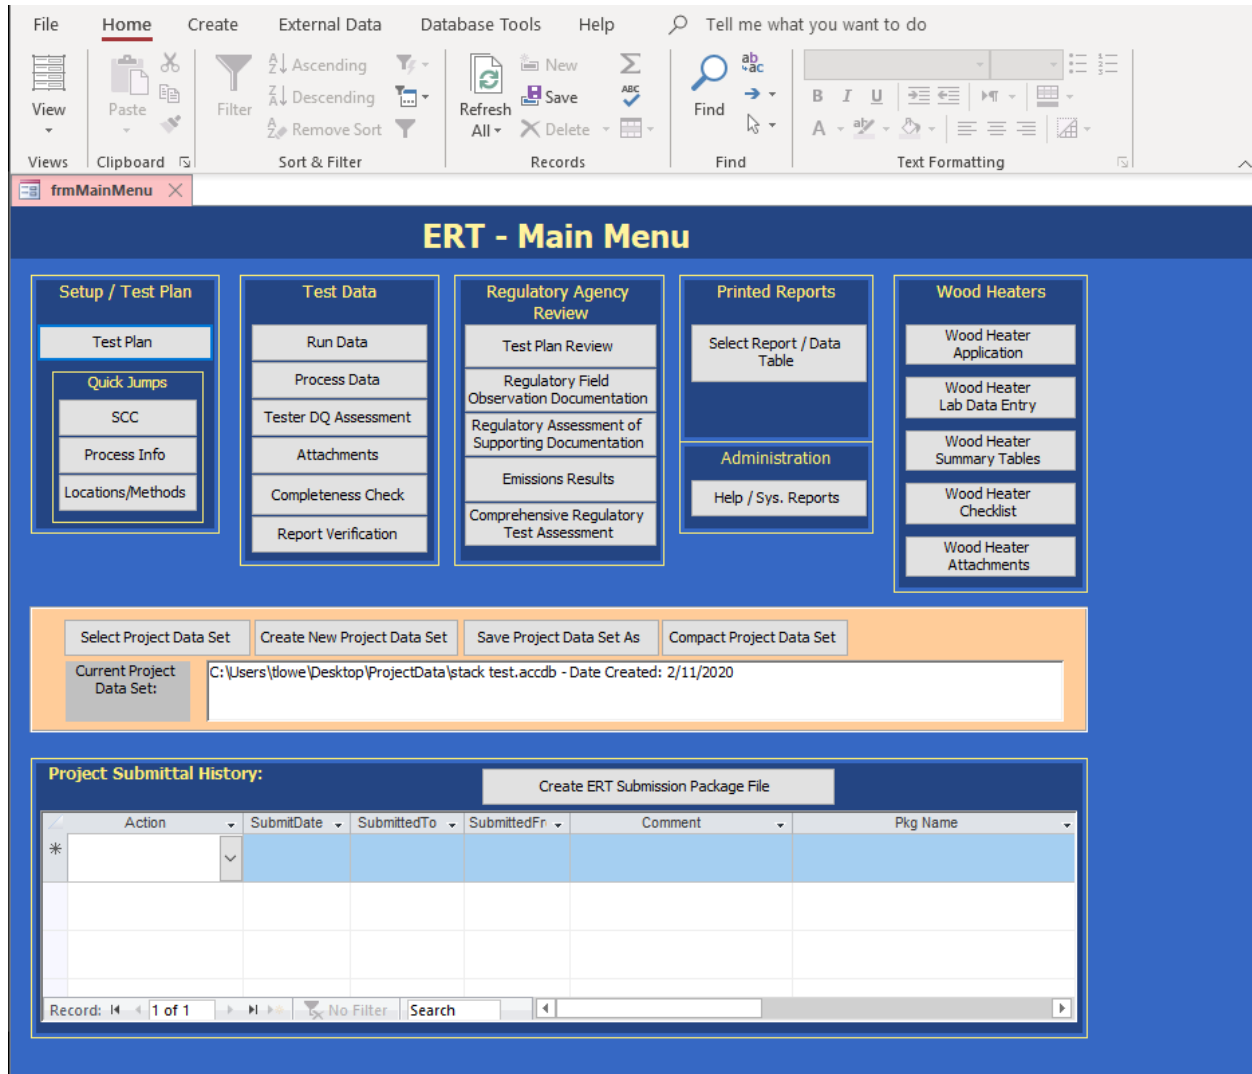 File Home Create External Data Database Tools Help Tell me what you want to do
View
Views
Paste
Clipboard
Filter
Ascending
Descending
Remove Sort
Sort & Filter
Refresh
All
New
Save
Delete
Records
Find
Find
B I U
A
Text Formatting
frmMainMenu
ERT - Main Menu
Setup / Test Plan
Test Plan
Quick Jumps
SCC
Process Info
Locations/Methods
Test Data
Run Data
Process Data
Tester DQ Assessment
Attachments
Completeness Check
Report Verification
Regulatory Agency
Review
Test Plan Review
Regulatory Field
Observation Documentation
Regulatory Assessment of
Supporting Documentation
Emissions Results
Comprehensive Regulatory
Test Assessment
Printed Reports
Select Report / Data
Table
Administration
Help / Sys. Reports
Wood Heaters
Wood Heater
Application
Wood Heater
Lab Data Entry
Wood Heater
Summary Tables
Wood Heater
Checklist
Wood Heater
Attachments
Select Project Data Set Create New Project Data Set Save Project Data Set As Compact Project Data Set
Current Project
Data Set:
C:\Users\tlowe\Desktop\ProjectData\stack test.accdb - Date Created: 2/11/2020
Project Submittal History:
Create ERT Submission Package File
Action SubmitDate SubmittedTo SubmittedFr Comment Pkg Name
Record: 1 of 1 No Filter Search